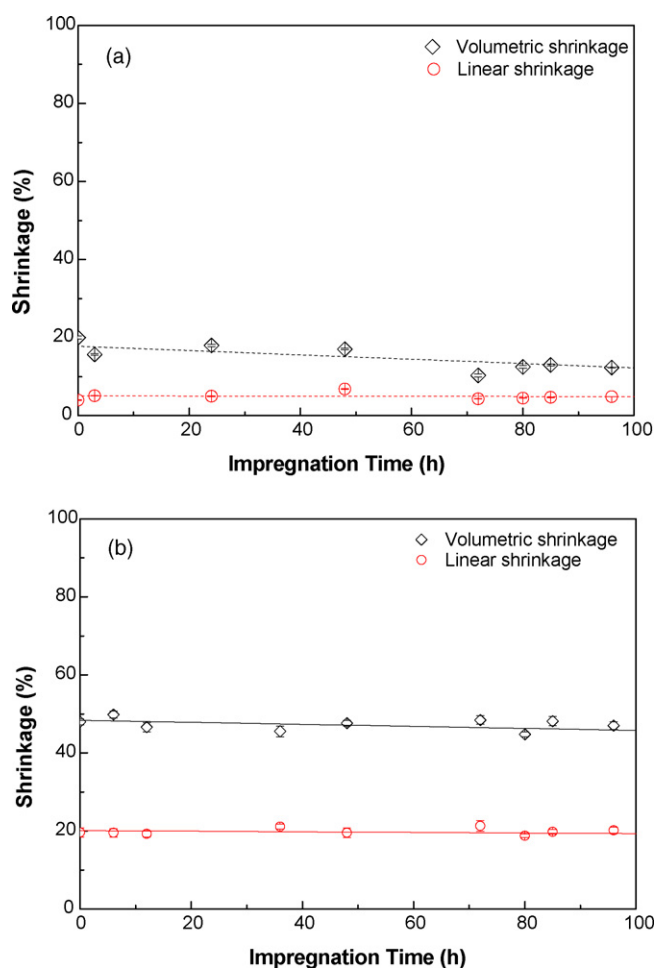 (a)
Volumetric shrinkage
Linear shrinkage
Shrinkage (%)
100
80
60
40
20
0
0 20 40 60 80 100
Impregnation Time (h)
(b)
Volumetric shrinkage
Linear shrinkage
Shrinkage (%)
100
80
60
40
20
0
0 20 40 60 80 100
Impregnation Time (h)